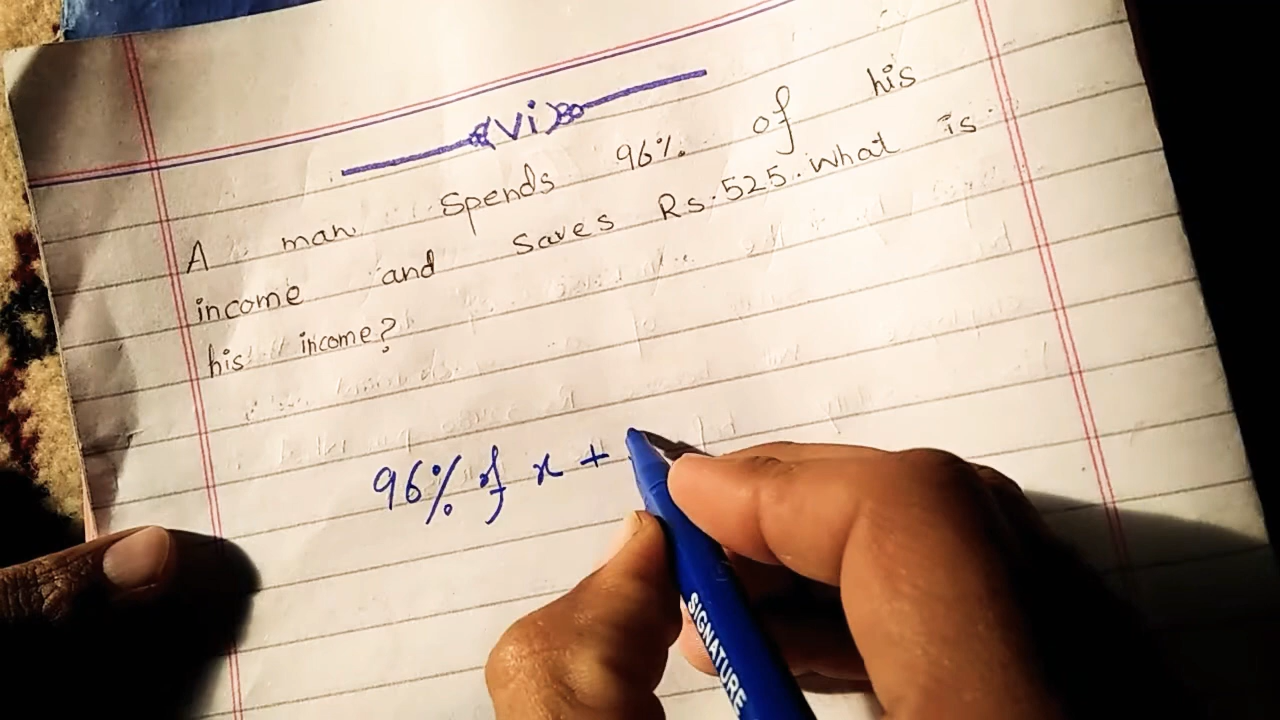 (Vi)
A man spends 96% of his
income and saves Rs.525. What is
his income?
96% of x +
SIGNATURE